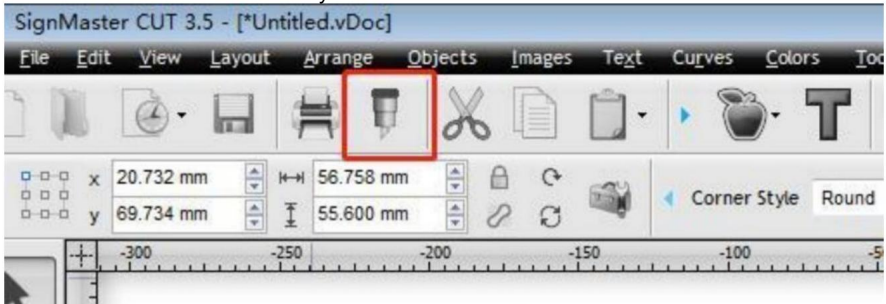 SignMaster CUT 3.5 - [*Untitled.vDoc]
File Edit View Layout Arrange Objects Images Text Curves Colors
x 20.732 mm 56.758 mm
Corner Style Round
y 69.734 mm 55.600 mm
-300 -250 -200 -150 -100